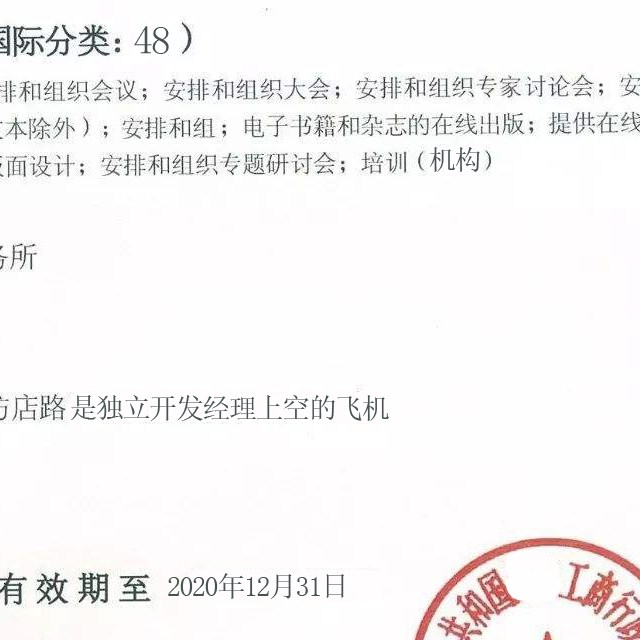 国际分类：48）
排和组织会议；安排和组织大会；安排和组织专家讨论会；安
文本除外）；安排和组；电子书籍和杂志的在线出版；提供在线
版面设计；安排和组织专题研讨会；培训（机构）
务所
店路是独立开发经理上空的飞机
有效期至 2020年12月31日
共和国 工商行政